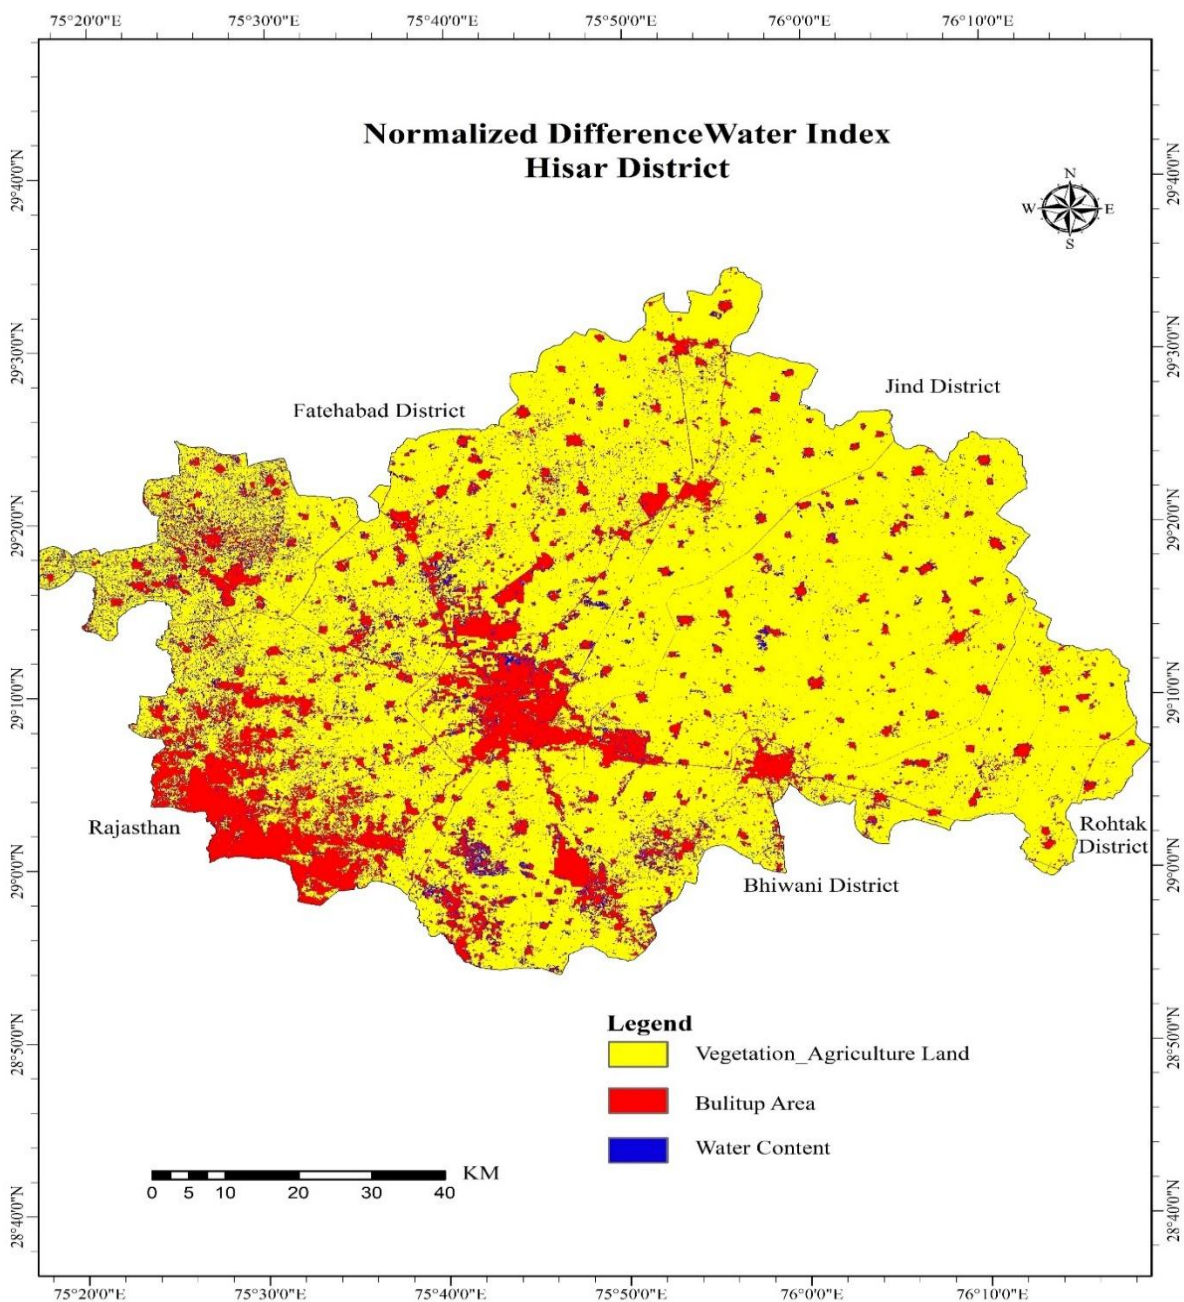 75°20'0"E 75°30'0"E 75°40'0"E 75°50'0"E 76°0'0"E 76°10'0"E
Normalized DifferenceWater Index
Hisar District
29°40'0"N
29°40'0"N
N
W
E
S
29°30'0"N
29°30'0"N
Jind District
Fatehabad District
29°20'0"N
29°20'0"N
29°10'0"N
29°10'0"N
Rajasthan
Rohtak
District
29°0'0"N
29°0'0"N
Bhiwani District
Legend
28°50'0"N
28°50'0"N
Vegetation_Agriculture Land
Bulitup Area
Water Content
KM
0 5 10 20 30 40
28°40'0"N
28°40'0"N
75°20'0"E 75°30'0"E 75°40'0"E 75°50'0"E 76°0'0"E 76°10'0"E